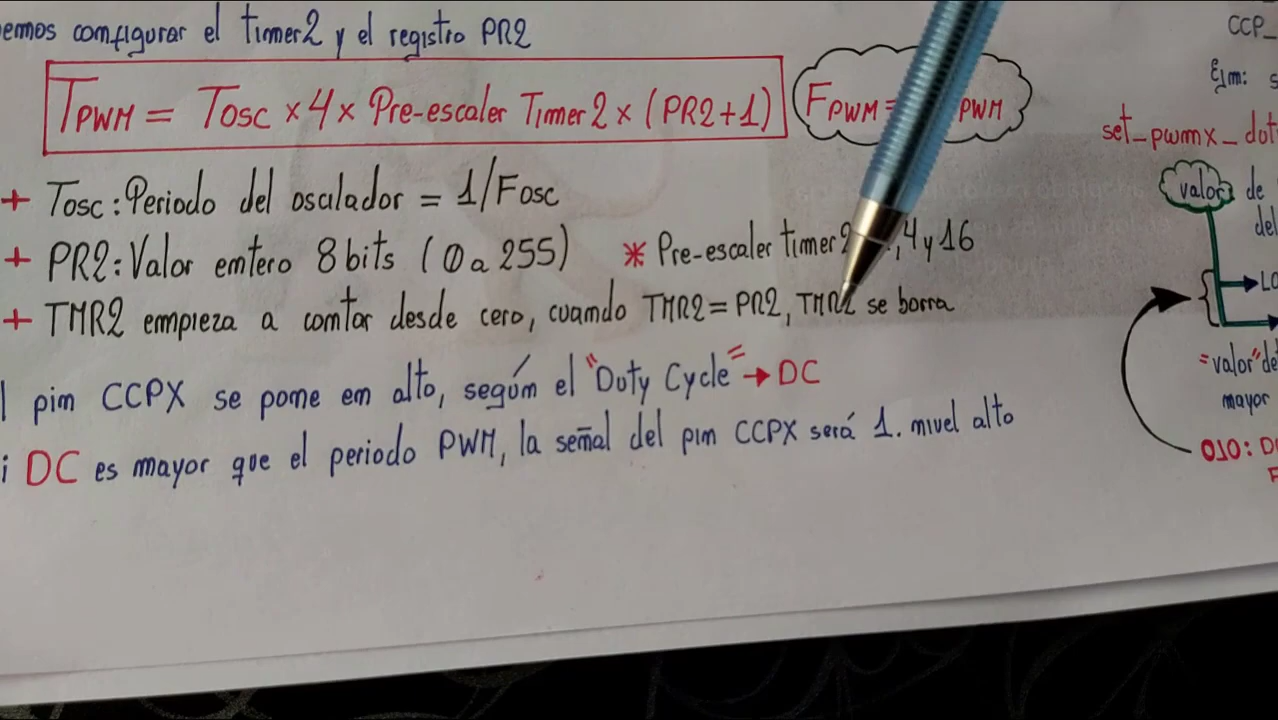 emos configurar el timer2 y el registro PR2
TPWM = Tosc x 4 x Pre-escaler Timer2 x (PR2+1)
FPWM = PWM
+ Tosc: Periodo del oscilador = 1/Fosc
+ PR2: Valor entero 8 bits (0 a 255)
* Pre-escaler timer2 ,4 y 16
+ TMR2 empieza a contar desde cero, cuando TMR2 = PR2, TMR2 se borra
l pin CCPX se pone en alto, según el "Duty Cycle" → DC
i DC es mayor que el periodo PWM, la señal del pin CCPX será 1. nivel alto
CCP_
Ejm: s
set_pwmx_dut
valor de
del
LO
"valor" de
mayor
010: D